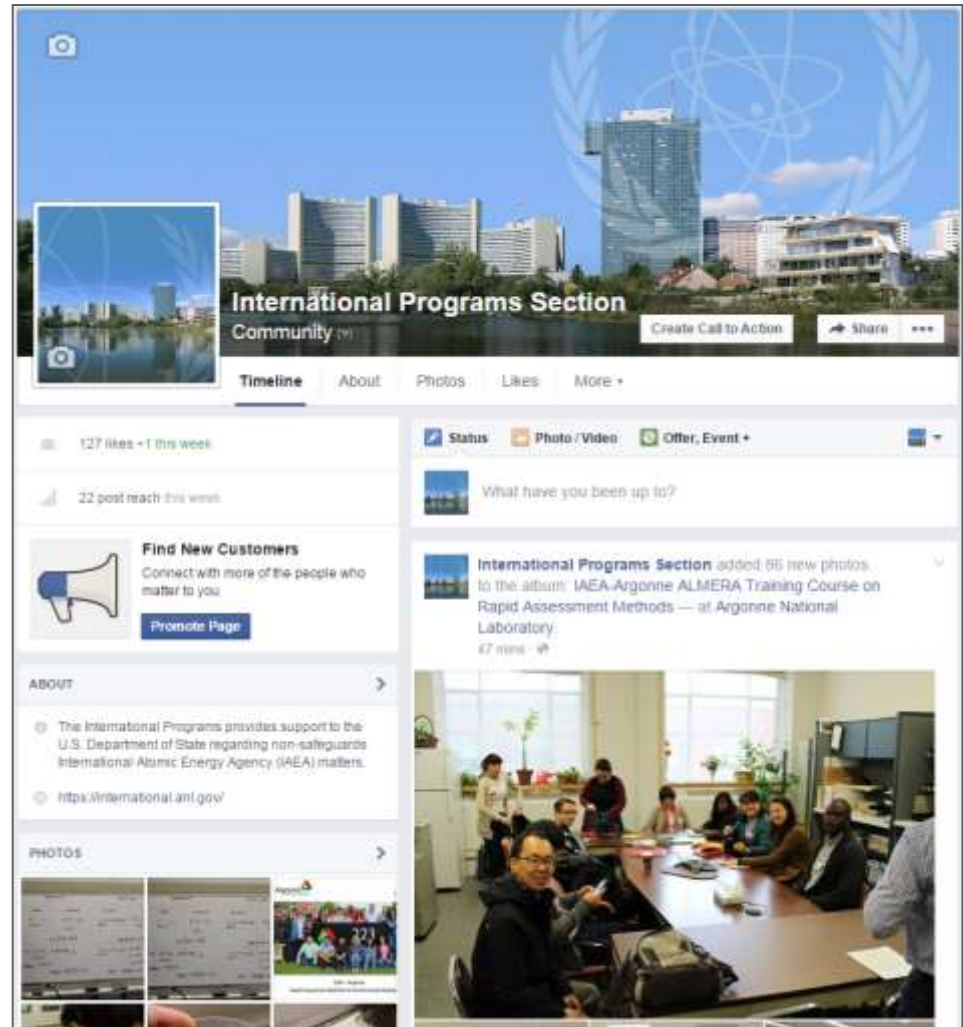 International Programs Section
Community
Create Call to Action
Share
Timeline
About
Photos
Likes
More
127 likes +1 this week
22 post reach this week
Find New Customers
Connect with more of the people who
matter to you
Promote Page
ABOUT
The International Programs provides support to the
U.S. Department of State regarding non-safeguards
International Atomic Energy Agency (IAEA) matters.
https://international.anl.gov/
PHOTOS
223
Status
Photo / Video
Offer, Event +
What have you been up to?
International Programs Section added 86 new photos
to the album: IAEA-Argonne ALMERA Training Course on
Rapid Assessment Methods — at Argonne National
Laboratory.
47 mins